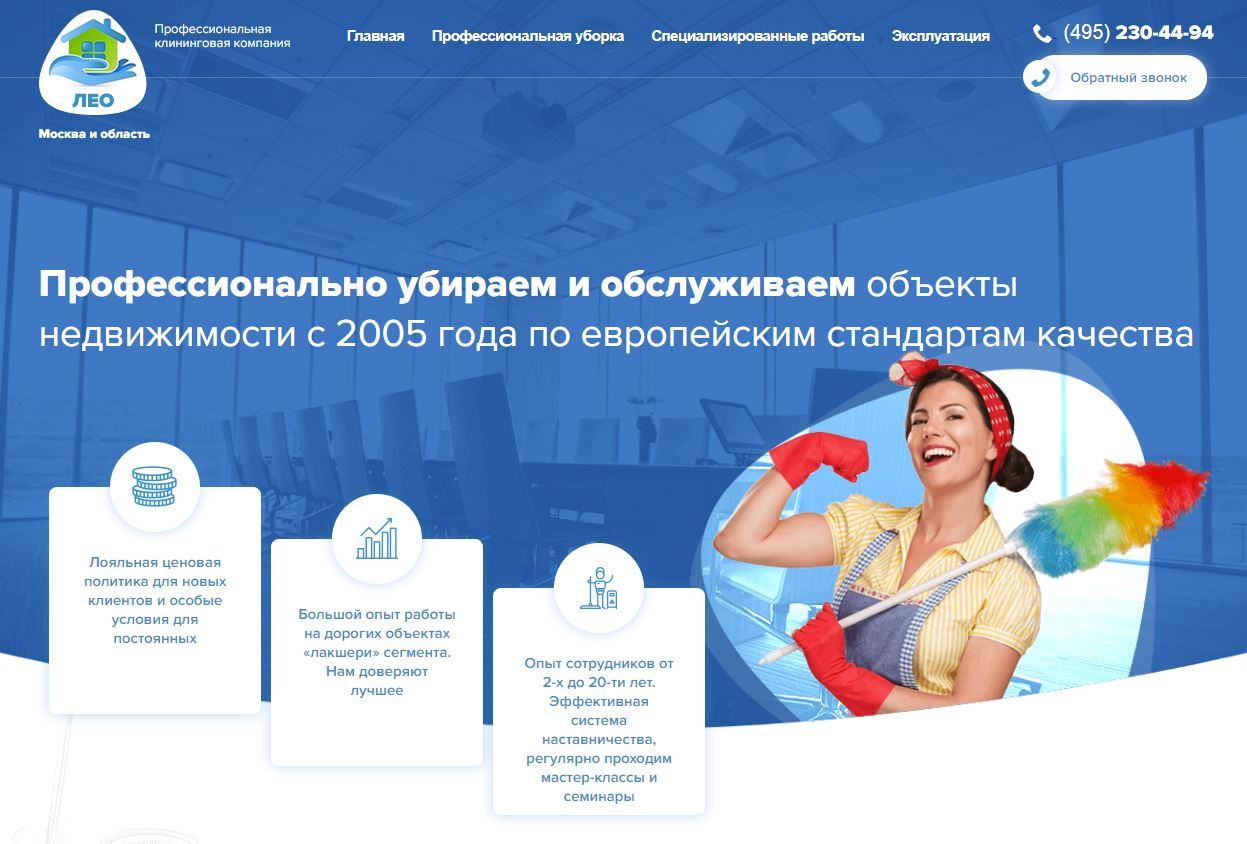 Профессиональная
клининговая компания
ЛЕО
Москва и область
Главная Профессиональная уборка Специализированные работы Эксплуатация
(495) 230-44-94
Обратный звонок
Профессионально убираем и обслуживаем объекты
недвижимости с 2005 года по европейским стандартам качества
Лояльная ценовая
политика для новых
клиентов и особые
условия для
постоянных
Большой опыт работы
на дорогих объектах
«лакшери» сегмента.
Нам доверяют
лучшее
Опыт сотрудников от
2-х до 20-ти лет.
Эффективная
система
наставничества,
регулярно проходим
мастер-классы и
семинары